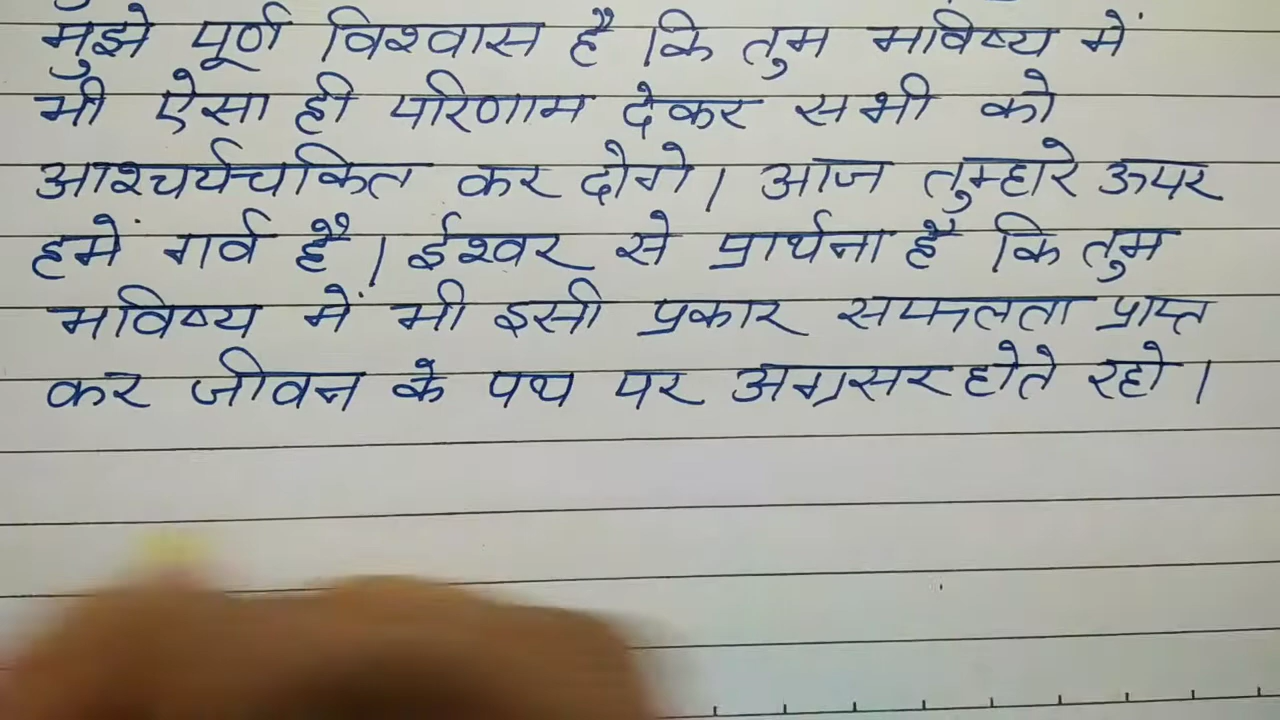 मुझे पूर्ण विश्वास है कि तुम भविष्य में
भी ऐसा ही परिणाम देकर सभी को
आश्चर्यचकित कर दोगे। आज तुम्हारे ऊपर
हमें गर्व है। ईश्वर से प्रार्थना है कि तुम
भविष्य में भी इसी प्रकार सफलता प्राप्त
कर जीवन के पथ पर अग्रसर होते रहो।